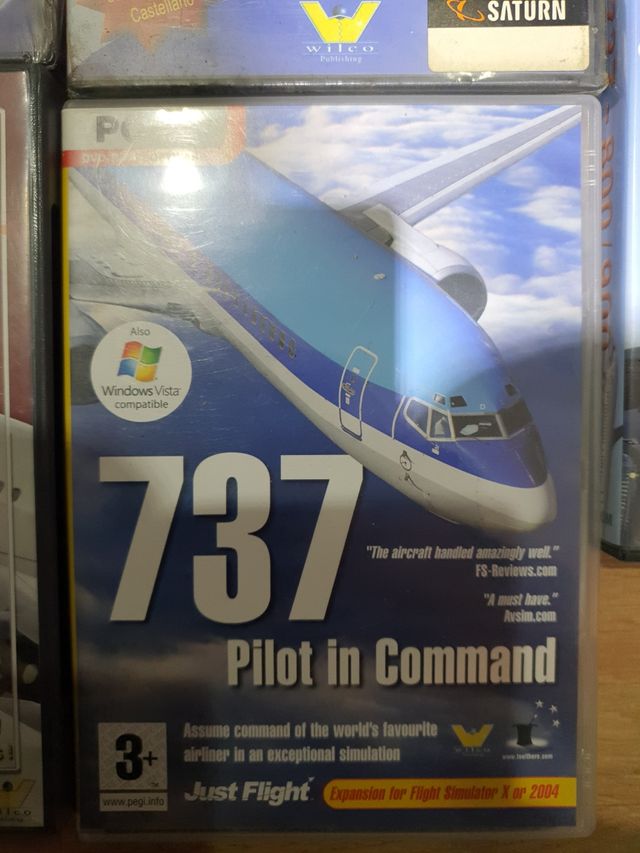 Castellano
wilco
Publishing
SATURN
PC
Also
Windows Vista
compatible
737
"The aircraft handled amazingly well."
FS-Reviews.com
"A must have."
Avsim.com
Pilot in Command
Assume command of the world's favourite
airliner in an exceptional simulation
wilco
3+
www.pegi.info
Just Flight
Expansion for Flight Simulator X or 2004